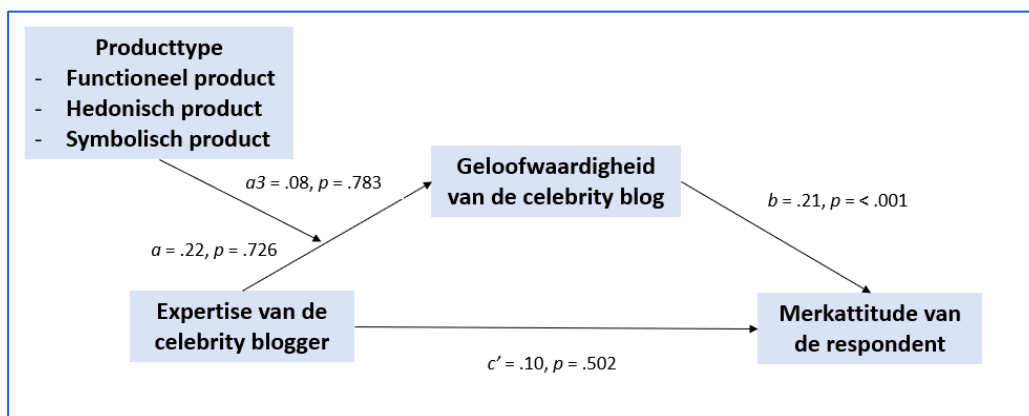 Producttype
- Functioneel product
- Hedonisch product
- Symbolisch product
Geloofwaardigheid
van de celebrity blog
a3 = .08, p = .783
b = .21, p = < .001
a = .22, p = .726
Expertise van de
celebrity blogger
Merkattitude van
de respondent
c’ = .10, p = .502